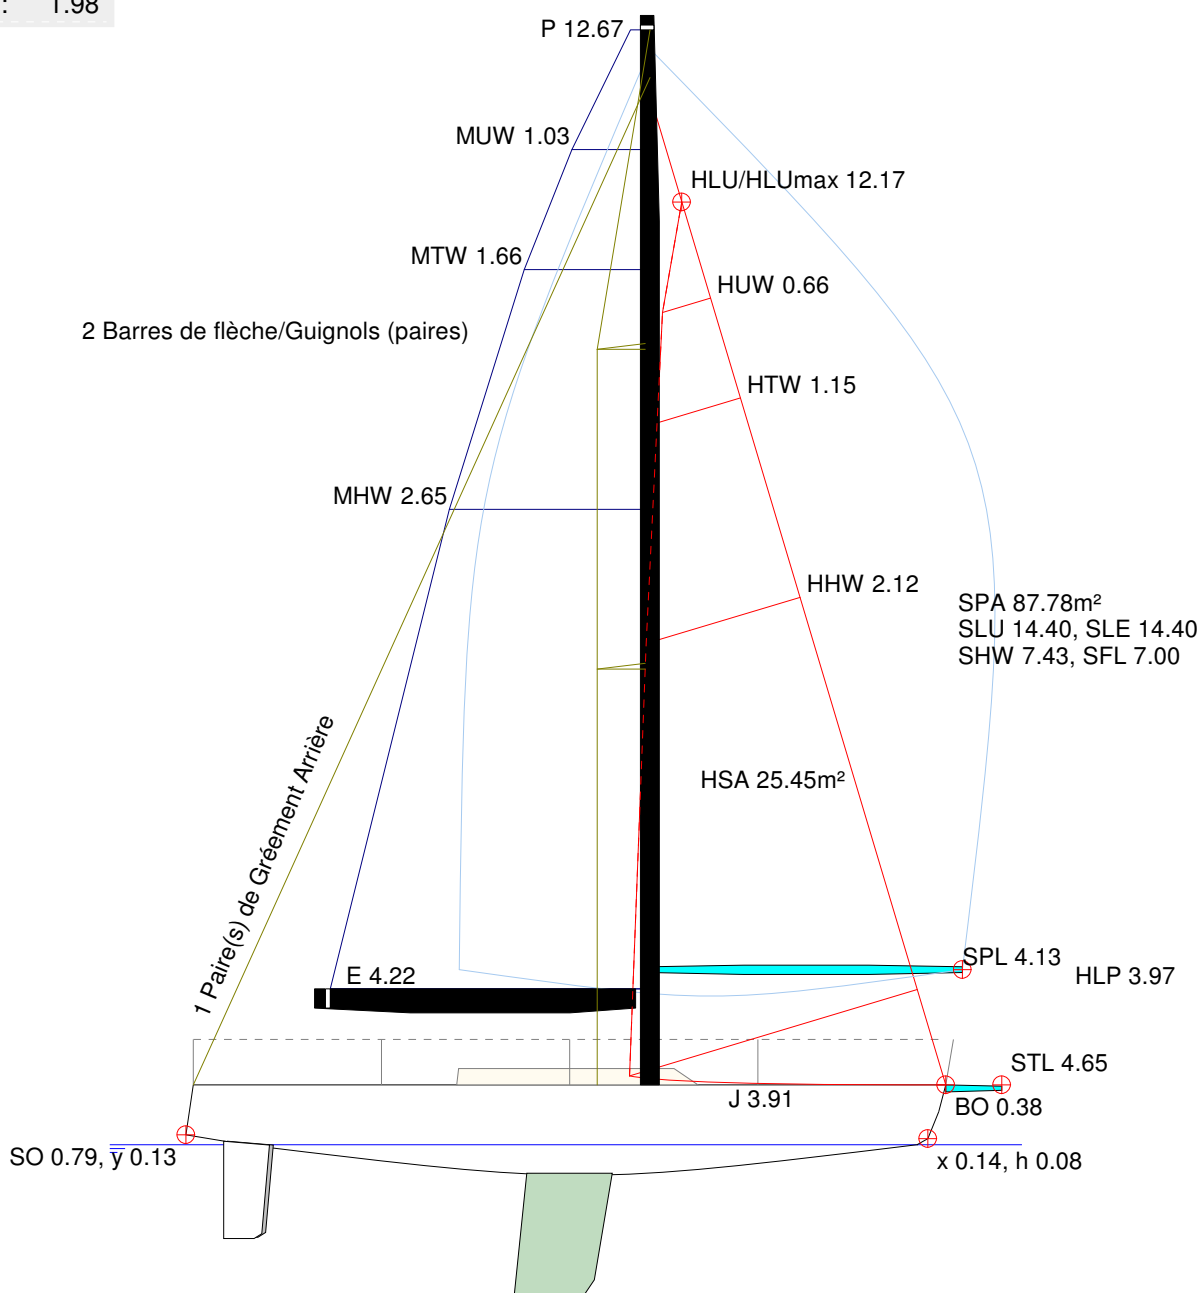 : 1.98
P 12.67
MUW 1.03
HLU/HLUmax 12.17
MTW 1.66
HUW 0.66
2 Barres de flèche/Guignols (paires)
HTW 1.15
MHW 2.65
HHW 2.12
SPA 87.78m²
SLU 14.40, SLE 14.40
SHW 7.43, SFL 7.00
HSA 25.45m²
1 Paire(s) de Gréement Arrière
SPL 4.13
E 4.22
HLP 3.97
STL 4.65
J 3.91
BO 0.38
SO 0.79, y 0.13
x 0.14, h 0.08